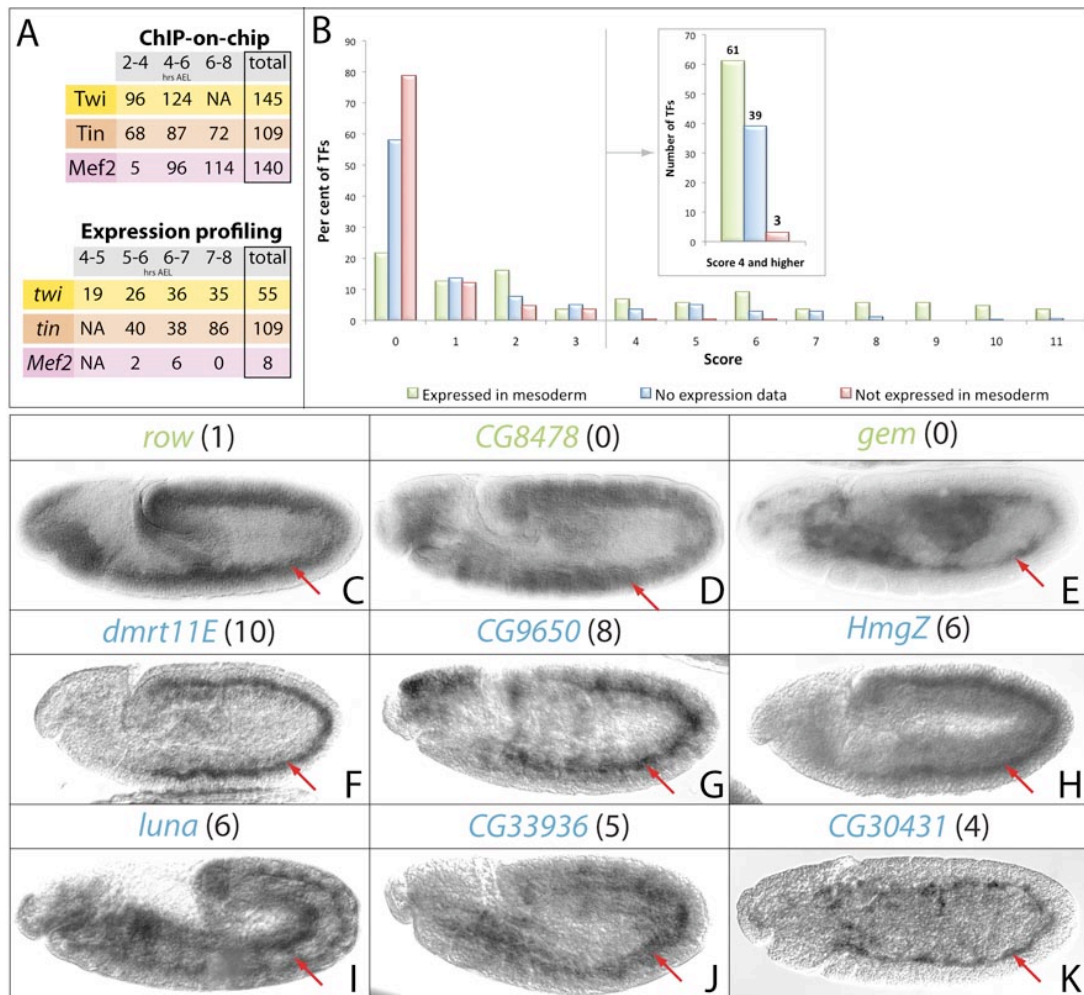 A
ChIP-on-chip
2-4 4-6 6-8 total
hrs AEL
Twi 96 124 NA 145
Tin 68 87 72 109
Mef2 5 96 114 140
Expression profiling
4-5 5-6 6-7 7-8 total
hrs AEL
twi 19 26 36 35 55
tin NA 40 38 86 109
Mef2 NA 2 6 0 8
B
Per cent of TFs
90
80
70
60
50
40
30
20
10
0
0 1 2 3 4 5 6 7 8 9 10 11
Score
Number of TFs
70
60
50
40
30
20
10
0
61
39
3
Score 4 and higher
Expressed in mesoderm No expression data Not expressed in mesoderm
row (1)
C
CG8478 (0)
D
gem (0)
E
dmrt11E (10)
F
CG9650 (8)
G
HmgZ (6)
H
luna (6)
I
CG33936 (5)
J
CG30431 (4)
K